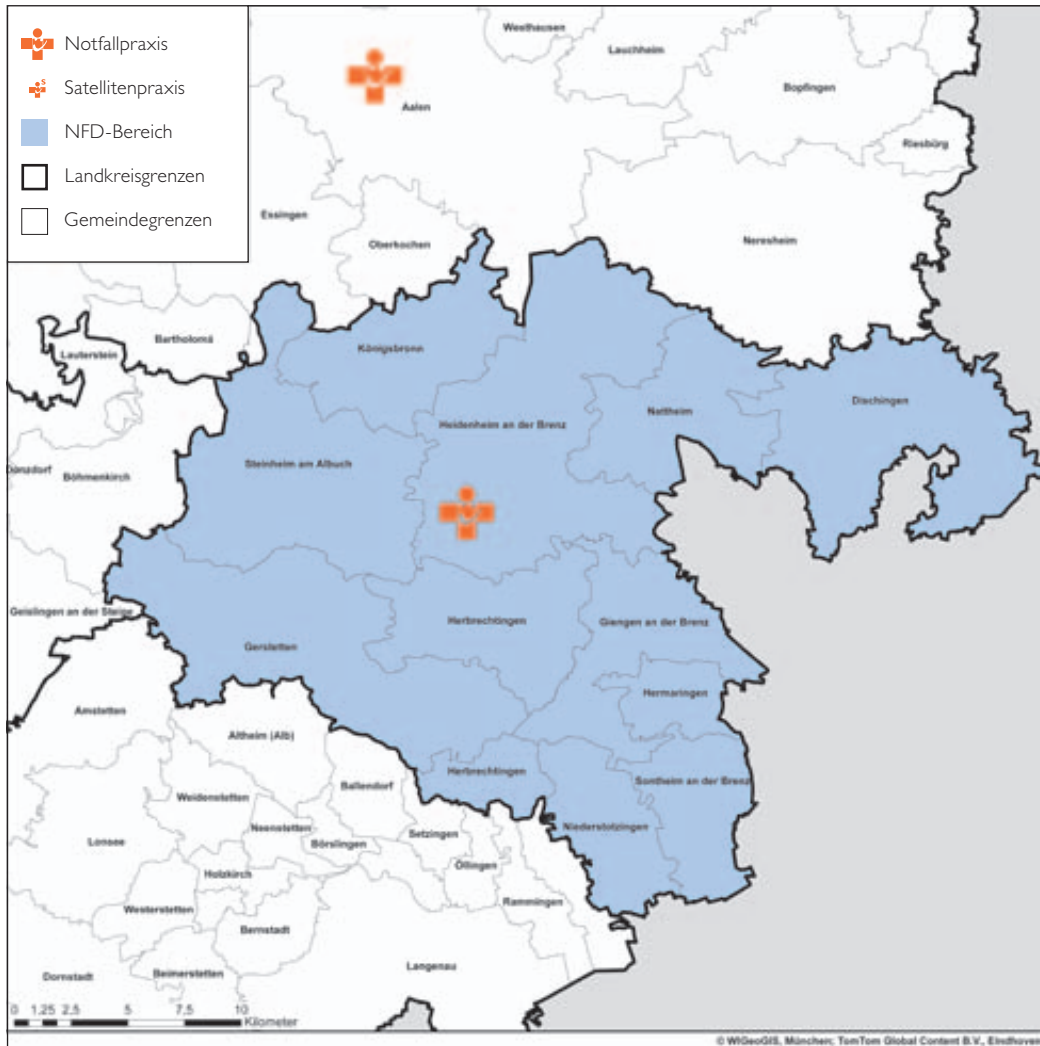 Notfallpraxis
S
Satellitenpraxis
NFD-Bereich
Landkreisgrenzen
Gemeindegrenzen
Westhausen
Lauchheim
Bopfingen
Aalen
Riesbürg
Essingen
Oberkochen
Neresheim
Bartholomä
Lauterstein
Königsbronn
Dischingen
Nattheim
Heidenheim an der Brenz
Steinheim am Albuch
Donzdorf
Böhmenkirch
Geislingen an der Steige
Herbrechtingen
Giengen an der Brenz
Gerstetten
Hermaringen
Amstetten
Altheim (Alb)
Herbrechtingen
Sontheim an der Brenz
Ballendorf
Weidenstetten
Neenstetten
Setzingen
Niederstotzingen
Lonsee
Börslingen
Öllingen
Holzkirch
Westerstetten
Rammingen
Bernstadt
Langenau
Dornstadt
Beimerstetten
0 1.25 2.5 5 7.5 10
Kilometer
© WIGeoGIS, München; TomTom Global Content B.V., Eindhoven